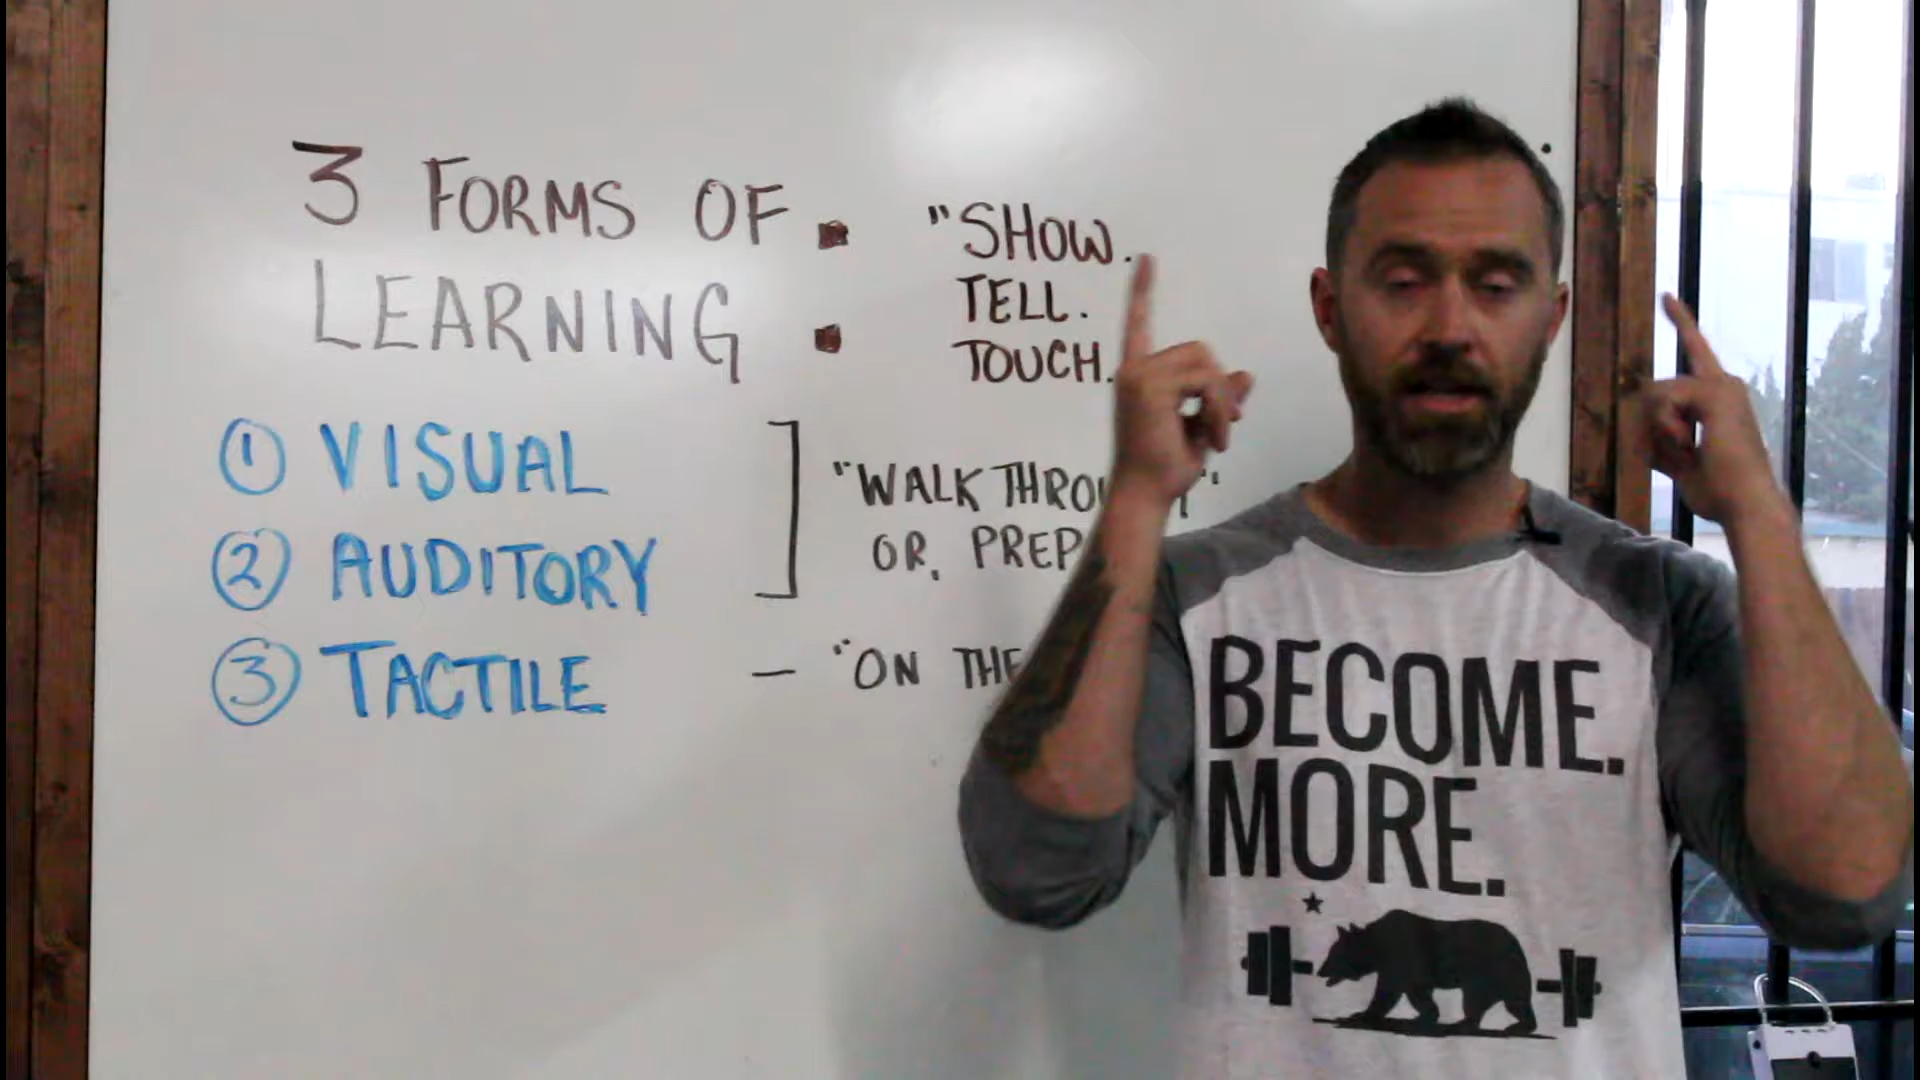 3 FORMS OF :
LEARNING
"SHOW.
TELL.
TOUCH.
① VISUAL
② AUDITORY
③ TACTILE
"WALK
OR, PREP
— "ON THE
BECOME.
MORE.